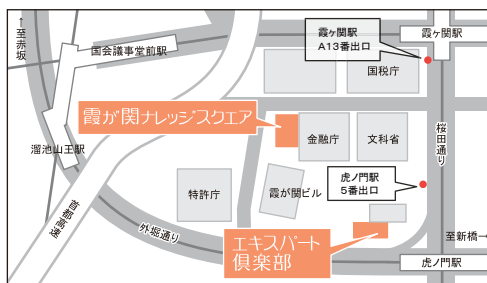 ↑至赤坂
国会議事堂前駅
霞ヶ関駅
A13番出口
霞ヶ関駅
国税庁
霞が関ナレッジスクエア
金融庁
文科省
桜田通り
溜池山王駅
虎ノ門駅
5番出口
特許庁
霞が関ビル
首都高速
外堀通り
エキスパート
倶楽部
至新橋→
虎ノ門駅